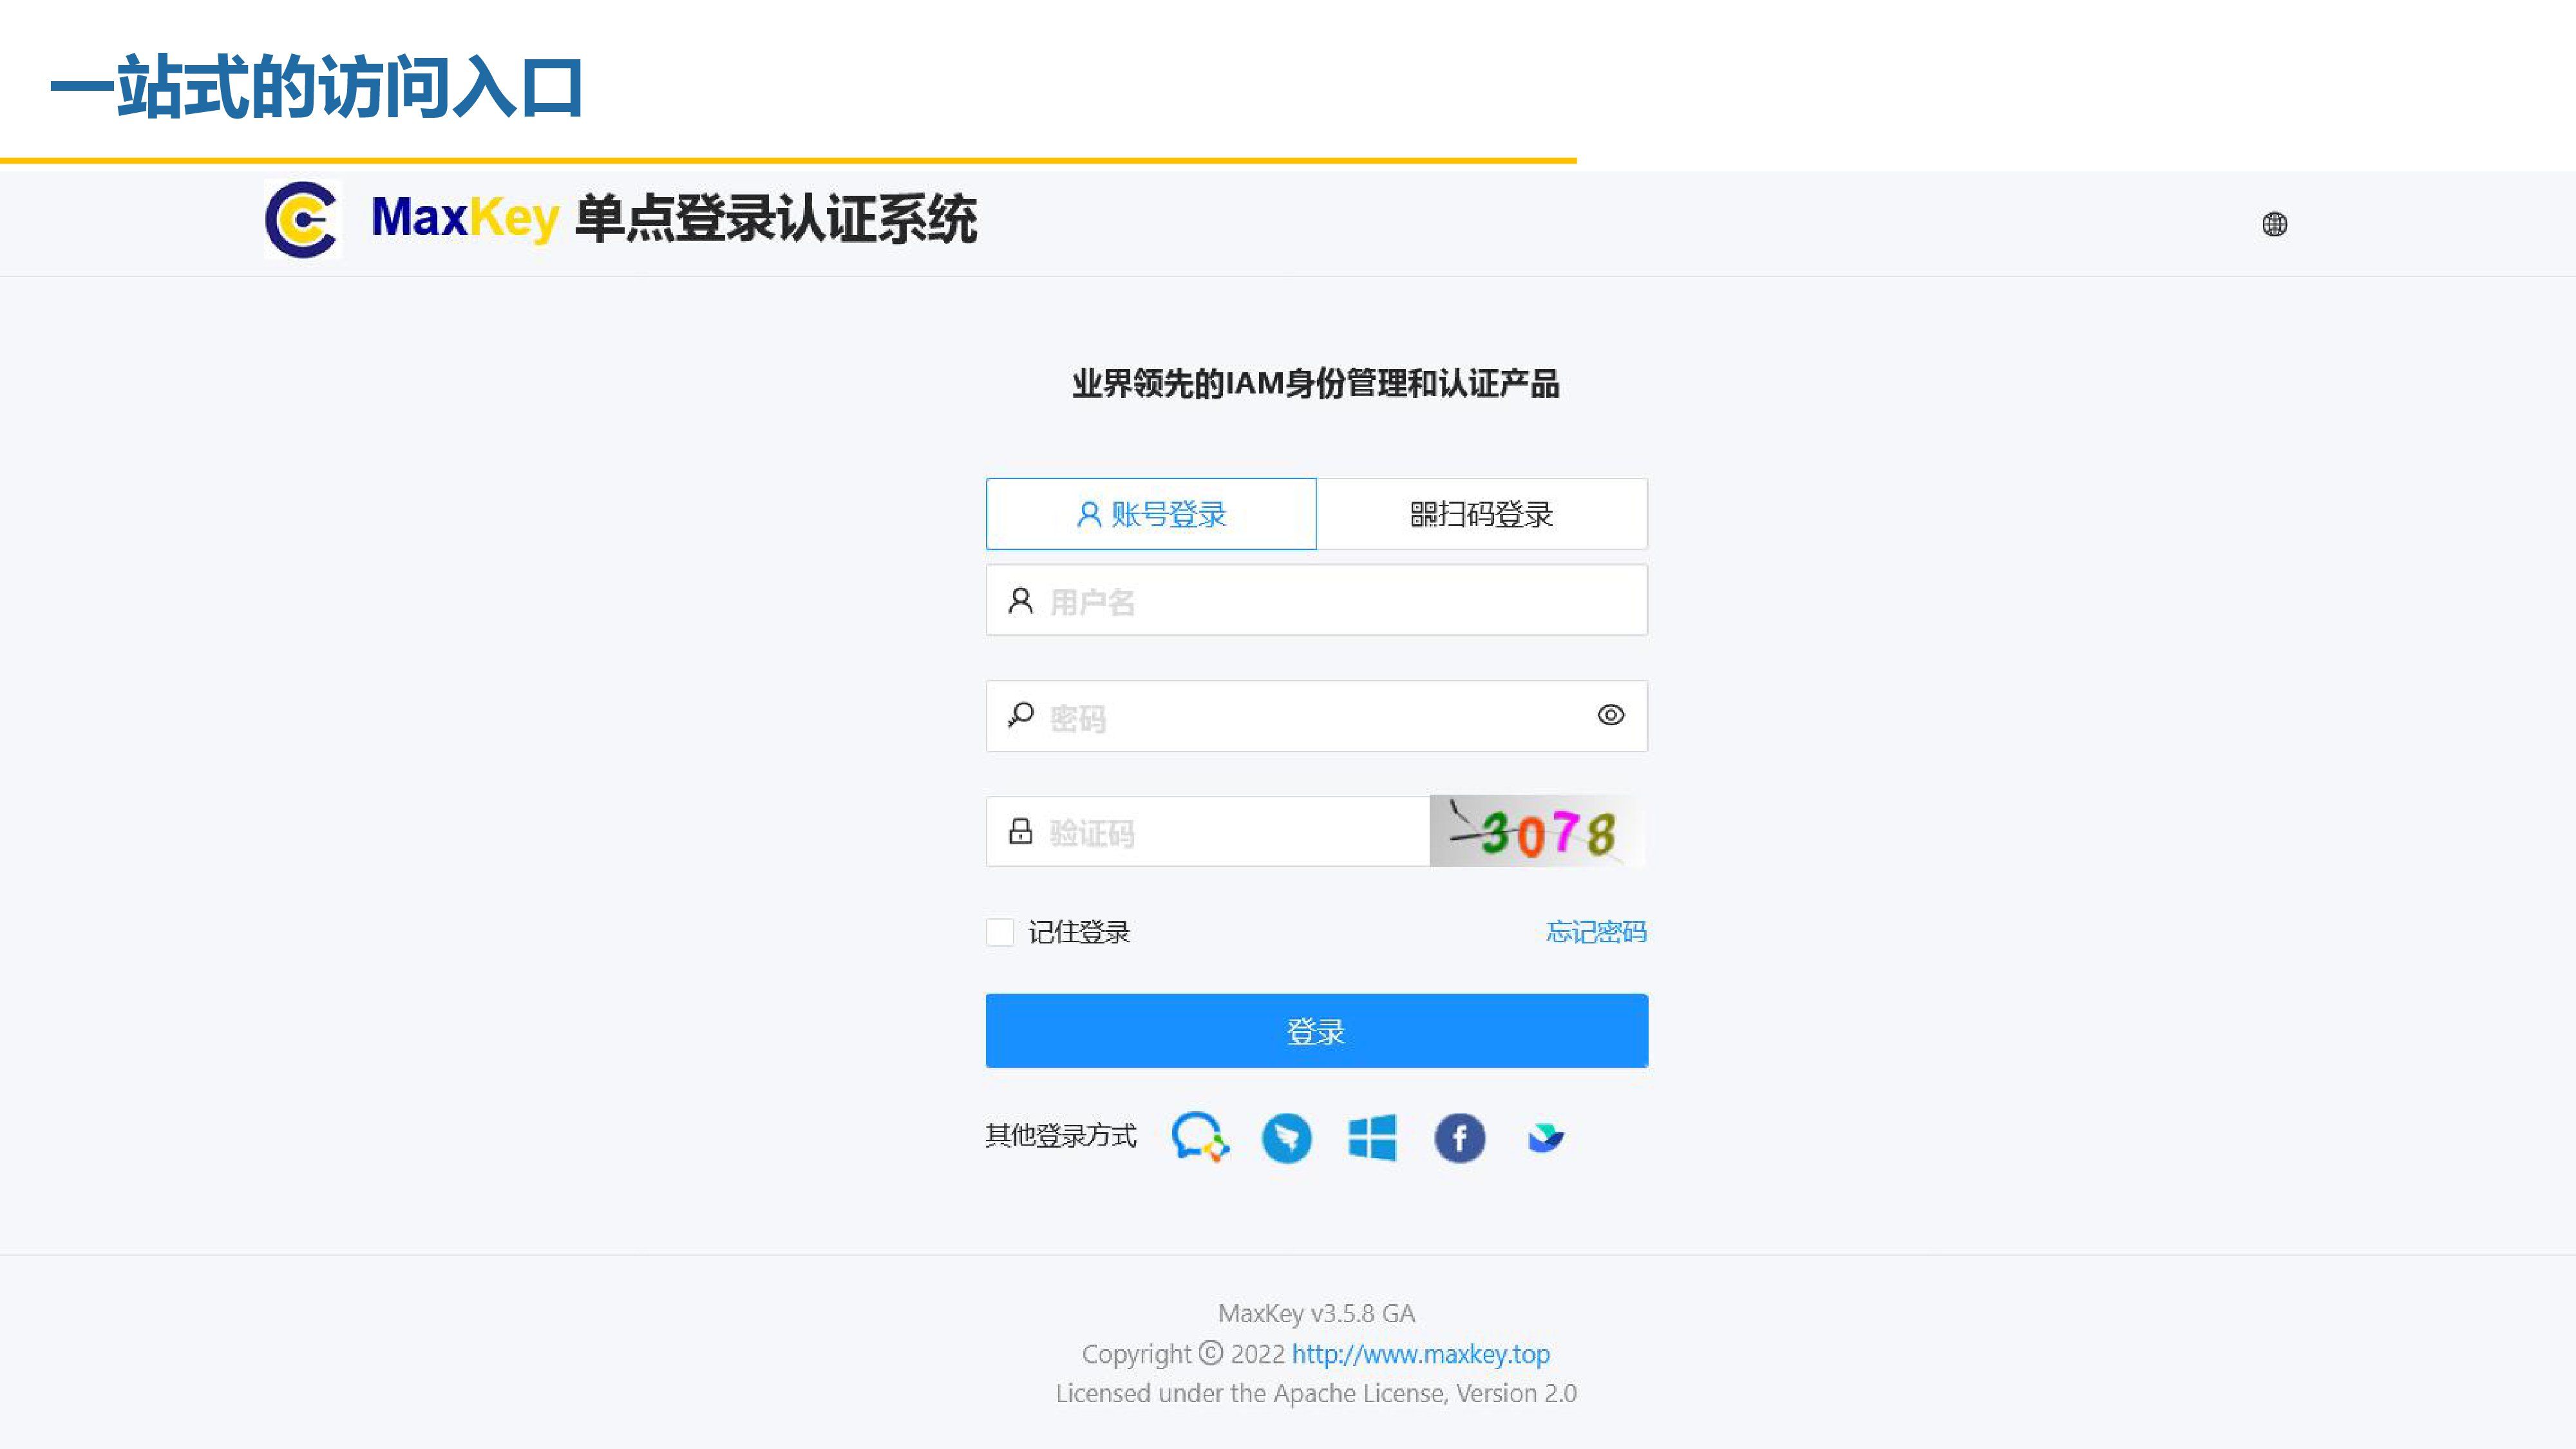 一站式的访问入口
MaxKey 单点登录认证系统
业界领先的IAM身份管理和认证产品
账号登录 扫码登录
用户名
密码
验证码 3078
记住登录 忘记密码
登录
其他登录方式
MaxKey v3.5.8 GA
Copyright © 2022 http://www.maxkey.top
Licensed under the Apache License, Version 2.0